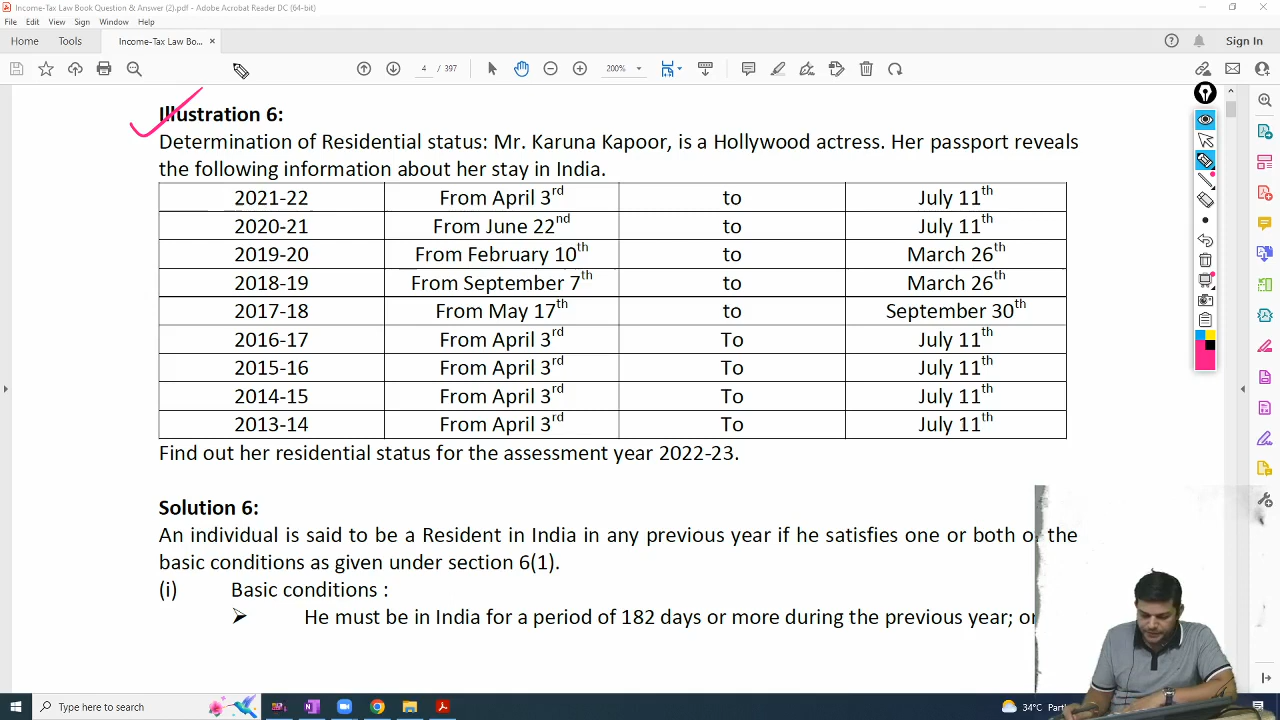 Income-Tax Law Book Question & Answer (2).pdf - Adobe Acrobat Reader DC (64-bit)
File Edit View Sign Window Help
Home Tools Income-Tax Law Bo... × Sign In
4 / 397 200%
Illustration 6:
Determination of Residential status: Mr. Karuna Kapoor, is a Hollywood actress. Her passport reveals
the following information about her stay in India.
2021-22 From April 3rd to July 11th
2020-21 From June 22nd to July 11th
2019-20 From February 10th to March 26th
2018-19 From September 7th to March 26th
2017-18 From May 17th to September 30th
2016-17 From April 3rd To July 11th
2015-16 From April 3rd To July 11th
2014-15 From April 3rd To July 11th
2013-14 From April 3rd To July 11th
Find out her residential status for the assessment year 2022-23.
Solution 6:
An individual is said to be a Resident in India in any previous year if he satisfies one or both of the
basic conditions as given under section 6(1).
(i) Basic conditions :
➢ He must be in India for a period of 182 days or more during the previous year; or
Type here to search 34°C